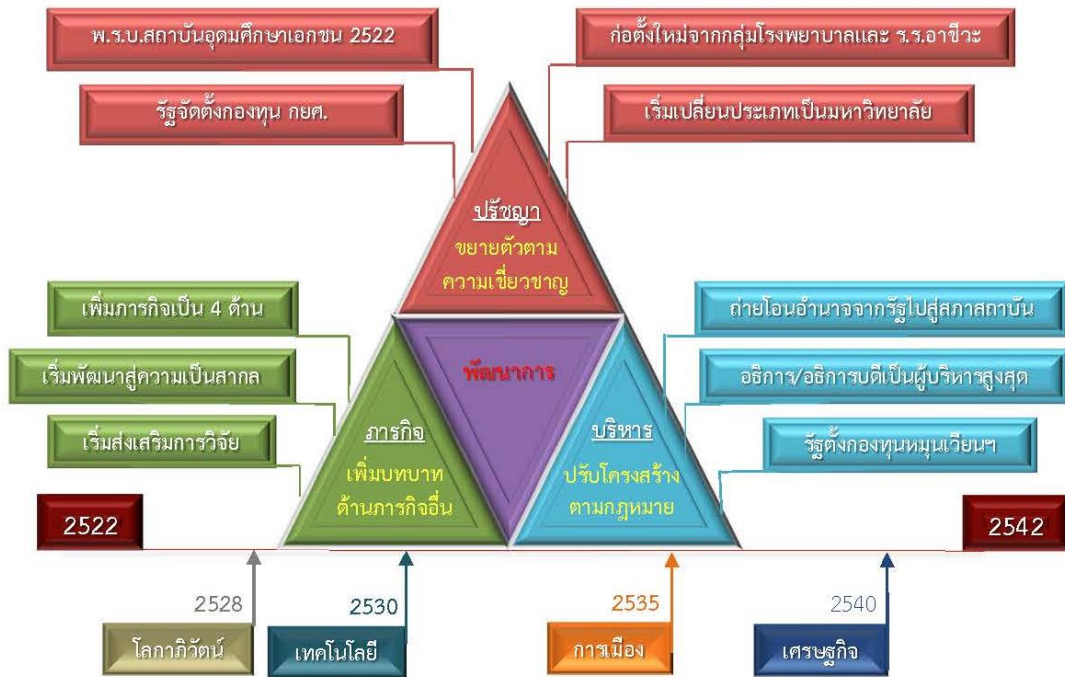 พ.ร.บ.สถาบันอุดมศึกษาเอกชน 2522
ก่อตั้งใหม่จากกลุ่มโรงพยาบาลและ ร.ร.อาชีวะ
รัฐจัดตั้งกองทุน กยศ.
เริ่มเปลี่ยนประเภทเป็นมหาวิทยาลัย
ปรัชญา
ขยายตัวตาม
ความเชี่ยวชาญ
เพิ่มภารกิจเป็น 4 ด้าน
เริ่มพัฒนาสู่ความเป็นสากล
เริ่มส่งเสริมการวิจัย
พัฒนาการ
ถ่ายโอนอำนาจจากรัฐไปสู่สภาสถาบัน
อธิการ/อธิการบดีเป็นผู้บริหารสูงสุด
รัฐตั้งกองทุนหมุนเวียนฯ
ภารกิจ
เพิ่มบทบาท
ด้านภารกิจอื่น
บริหาร
ปรับโครงสร้าง
ตามกฎหมาย
2522
2542
2528
2530
2535
2540
โลกาภิวัตน์
เทคโนโลยี
การเมือง
เศรษฐกิจ